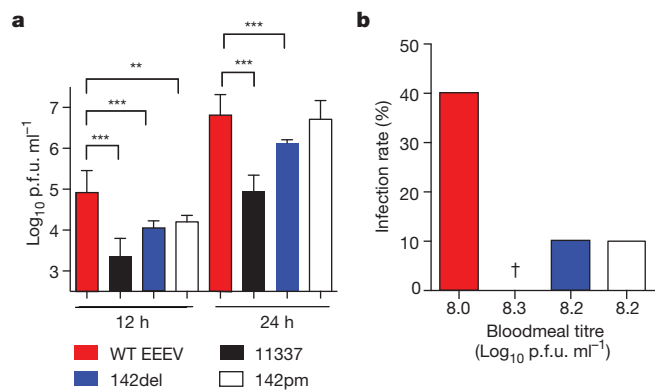 a
***
**
***
***
***
Log₁₀ p.f.u. ml⁻¹
7
6
5
4
3
12 h
24 h
WT EEEV
11337
142del
142pm
b
50
40
30
20
10
0
Infection rate (%)
†
8.0 8.3 8.2 8.2
Bloodmeal titre
(Log₁₀ p.f.u. ml⁻¹)